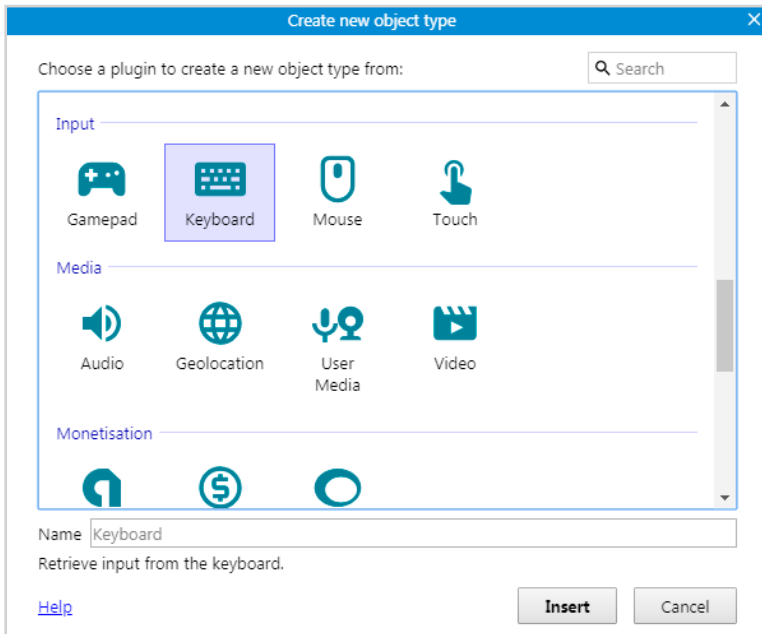 Create new object type
Choose a plugin to create a new object type from:
Search
Input
Gamepad
Keyboard
Mouse
Touch
Media
Audio
Geolocation
User
Media
Video
Monetisation
Name
Keyboard
Retrieve input from the keyboard.
Help
Insert
Cancel